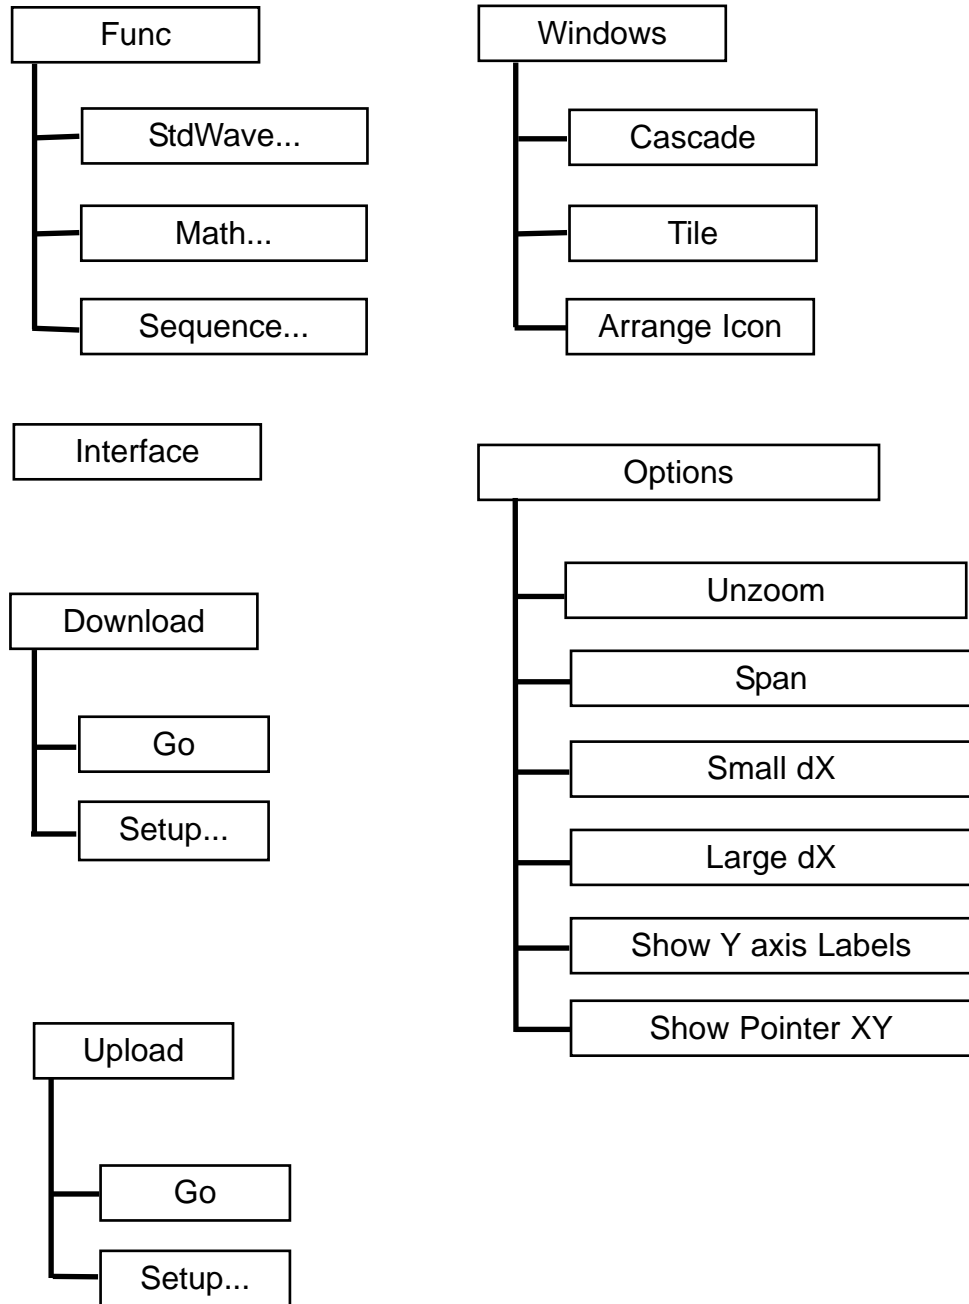 Func
StdWave...
Math...
Sequence...
Interface
Download
Go
Setup...
Upload
Go
Setup...
Windows
Cascade
Tile
Arrange Icon
Options
Unzoom
Span
Small dX
Large dX
Show Y axis Labels
Show Pointer XY